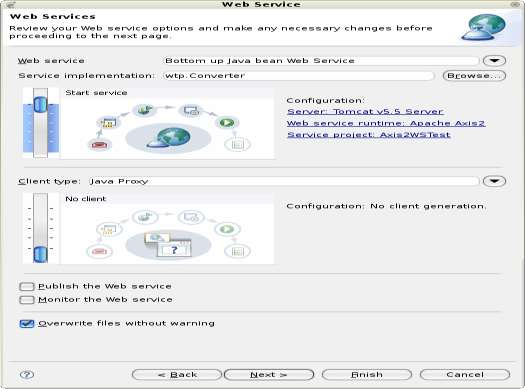 Web Service
Web Services
Review your Web service options and make any necessary changes before
proceeding to the next page.
Web service
Bottom up Java bean Web Service
Service implementation: wtp.Converter
Browse...
Start service
Configuration:
Server: Tomcat v5.5 Server
Web service runtime: Apache Axis2
Service project: Axis2WSTest
Client type: Java Proxy
No client
Configuration: No client generation.
Publish the Web service
Monitor the Web service
Overwrite files without warning
?
< Back
Next >
Finish
Cancel